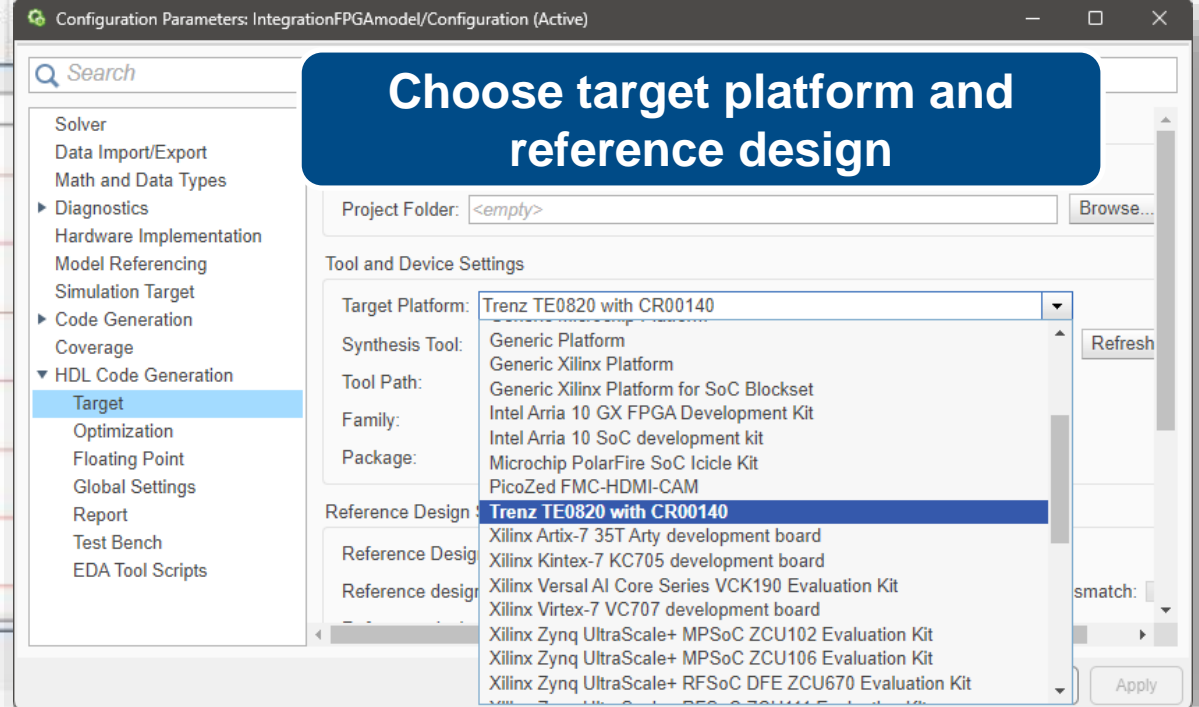 Configuration Parameters: IntegrationFPGAmodel/Configuration (Active)
Search
Choose target platform and
reference design
Solver
Data Import/Export
Math and Data Types
Diagnostics
Hardware Implementation
Model Referencing
Simulation Target
Code Generation
Coverage
HDL Code Generation
Target
Optimization
Floating Point
Global Settings
Report
Test Bench
EDA Tool Scripts
Project Folder: <empty> Browse...
Tool and Device Settings
Target Platform: Trenz TE0820 with CR00140
Synthesis Tool: Refresh
Tool Path:
Family:
Package:
Reference Design
Reference Desig
Reference design smatch:
Generic Platform
Generic Xilinx Platform
Generic Xilinx Platform for SoC Blockset
Intel Arria 10 GX FPGA Development Kit
Intel Arria 10 SoC development kit
Microchip PolarFire SoC Icicle Kit
PicoZed FMC-HDMI-CAM
Trenz TE0820 with CR00140
Xilinx Artix-7 35T Arty development board
Xilinx Kintex-7 KC705 development board
Xilinx Versal AI Core Series VCK190 Evaluation Kit
Xilinx Virtex-7 VC707 development board
Xilinx Zynq UltraScale+ MPSoC ZCU102 Evaluation Kit
Xilinx Zynq UltraScale+ MPSoC ZCU106 Evaluation Kit
Xilinx Zynq UltraScale+ RFSoC DFE ZCU670 Evaluation Kit
Apply